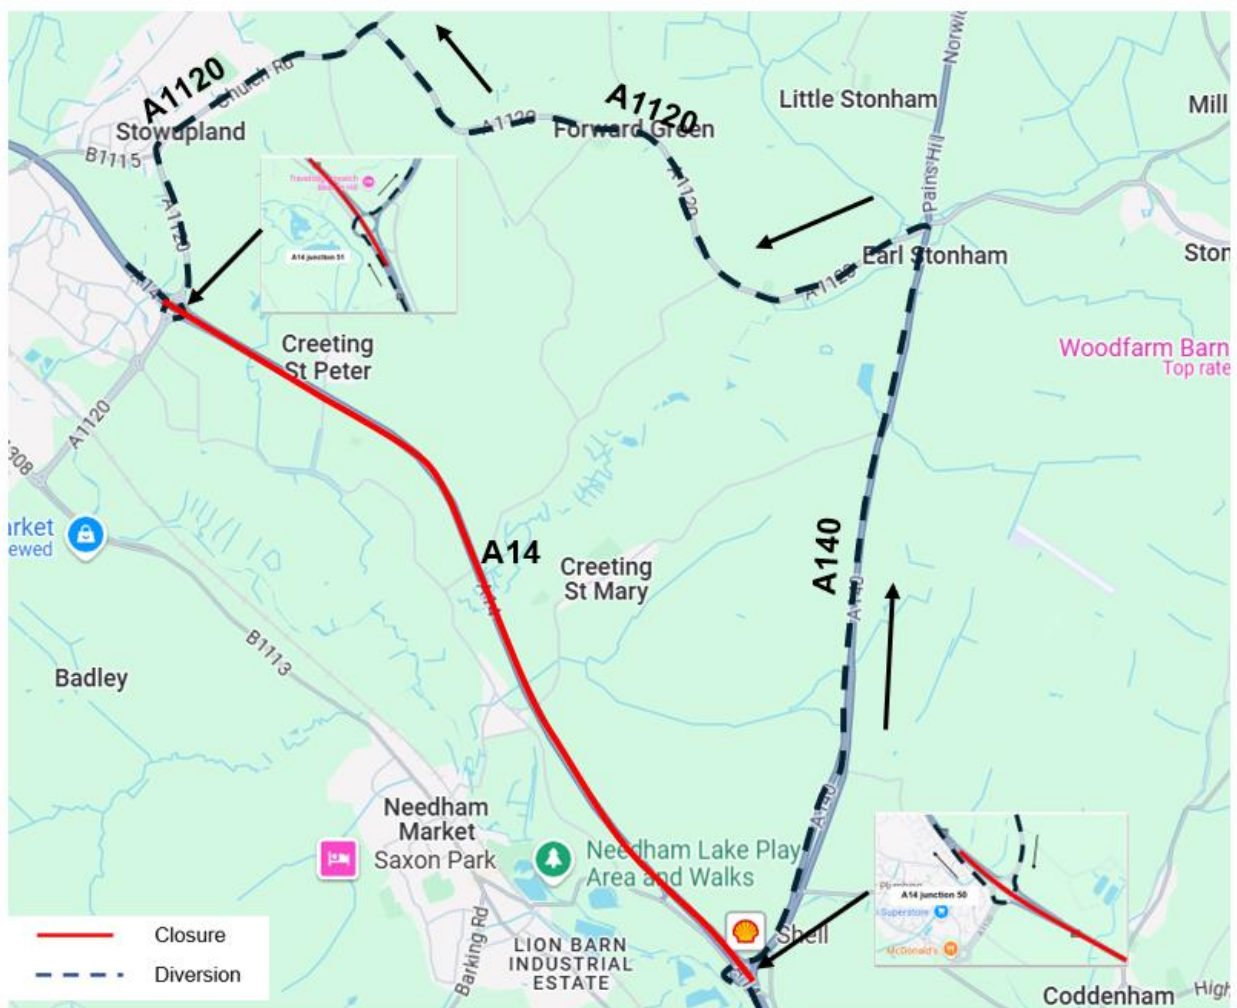 Norwic
A1120
Church Rd
Stowupland
B1115
A1120
Forward Green
A1120
Little Stonham
Mill
Pains Hill
A1120
A1120
A14 junction 51
A14
A1120
Earl Stonham
Ston
Creeting
St Peter
Woodfarm Barn
Top rate
A1120
308
arket
ewed
A14
A14
Creeting
St Mary
A140
A140
B1113
Badley
A140
Needham
Market
Saxon Park
Needham Lake Play
Area and Walks
A14 junction 50
Superstore
McDonald's
Shell
Closure
Diversion
Barking Rd
LION BARN
INDUSTRIAL
ESTATE
Coddenham
High